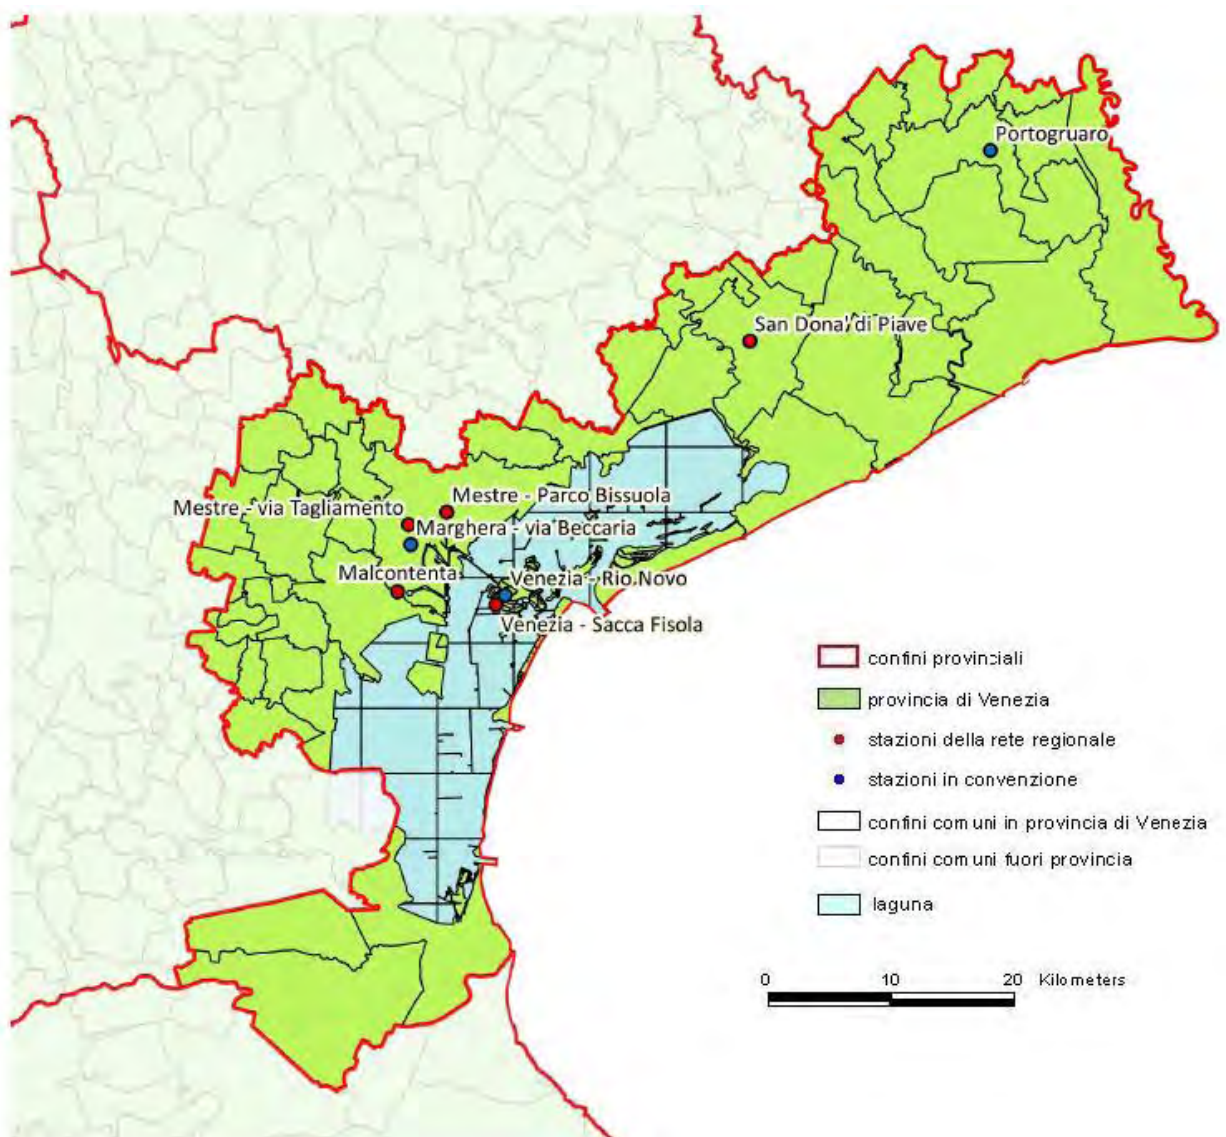 Portogruaro
San Dona' di Piave
Mestre - Parco Bissuola
Mestre - via Tagliamento
Marghera - via Beccaria
Malcontenta
Venezia - Rio Novo
Venezia - Sacca Fisola
confini provinciali
provincia di Venezia
stazioni della rete regionale
stazioni in convenzione
confini comuni in provincia di Venezia
confini comuni fuori provincia
laguna
0 10 20 Kilometers